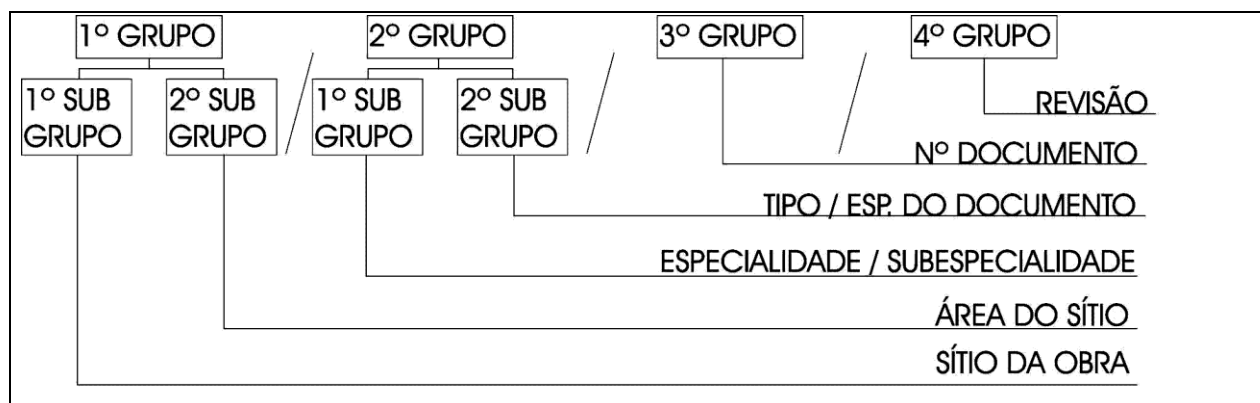 1º GRUPO 2º GRUPO 3º GRUPO 4º GRUPO
1º SUB GRUPO 2º SUB GRUPO / 1º SUB GRUPO 2º SUB GRUPO / /
REVISÃO
Nº DOCUMENTO
TIPO / ESP. DO DOCUMENTO
ESPECIALIDADE / SUBESPECIALIDADE
ÁREA DO SÍTIO
SÍTIO DA OBRA